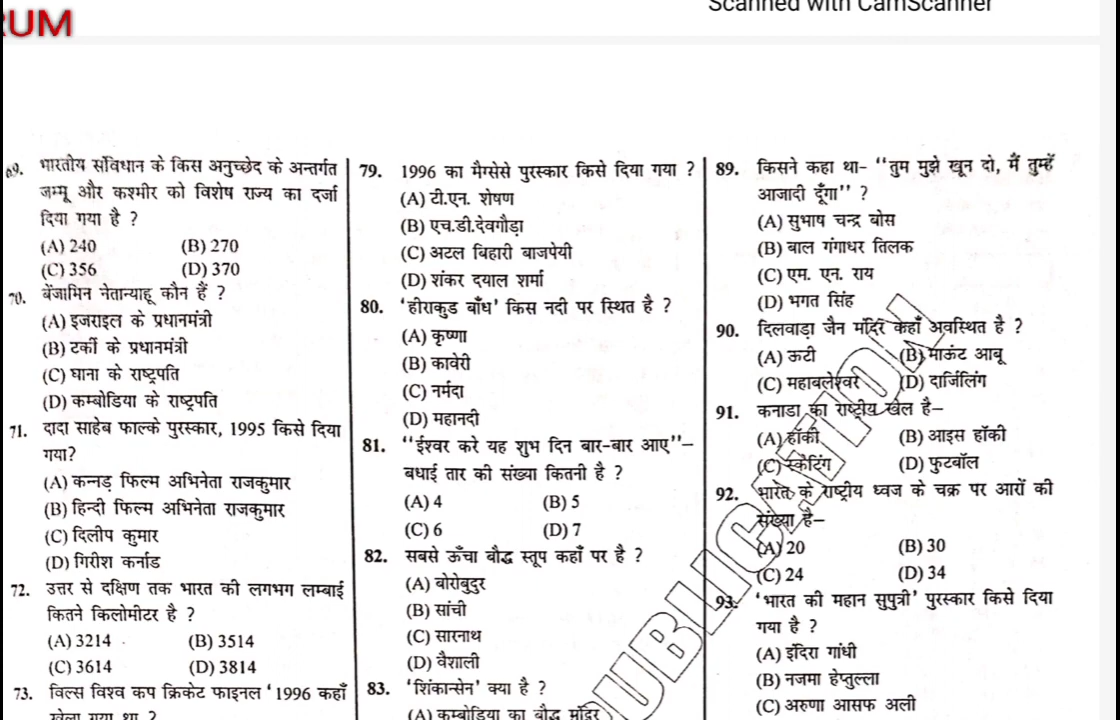 RUM
Scanned with CamScanner
69. भारतीय संविधान के किस अनुच्छेद के अन्तर्गत
जम्मू और कश्मीर को विशेष राज्य का दर्जा
दिया गया है ?
(A) 240 (B) 270
(C) 356 (D) 370
70. बेंजामिन नेतान्याहू कौन हैं ?
(A) इजराइल के प्रधानमंत्री
(B) टर्की के प्रधानमंत्री
(C) घाना के राष्ट्रपति
(D) कम्बोडिया के राष्ट्रपति
71. दादा साहेब फाल्के पुरस्कार, 1995 किसे दिया
गया?
(A) कन्नड़ फिल्म अभिनेता राजकुमार
(B) हिन्दी फिल्म अभिनेता राजकुमार
(C) दिलीप कुमार
(D) गिरीश कर्नाड
72. उत्तर से दक्षिण तक भारत की लगभग लम्बाई
कितने किलोमीटर है ?
(A) 3214 (B) 3514
(C) 3614 (D) 3814
73. विल्स विश्व कप क्रिकेट फाइनल ' 1996 कहाँ
खेला गया था ?
79. 1996 का मैग्सेसे पुरस्कार किसे दिया गया ?
(A) टी.एन. शेषण
(B) एच.डी.देवगौड़ा
(C) अटल बिहारी बाजपेयी
(D) शंकर दयाल शर्मा
80. 'हीराकुड बाँध' किस नदी पर स्थित है ?
(A) कृष्णा
(B) कावेरी
(C) नर्मदा
(D) महानदी
81. ''ईश्वर करे यह शुभ दिन बार-बार आए''–
बधाई तार की संख्या कितनी है ?
(A) 4 (B) 5
(C) 6 (D) 7
82. सबसे ऊँचा बौद्ध स्तूप कहाँ पर है ?
(A) बोरोबुदुर
(B) सांची
(C) सारनाथ
(D) वैशाली
83. 'शिंकान्सेन' क्या है ?
(A) कम्बोडिया का बौद्ध मंदिर
89. किसने कहा था- ''तुम मुझे खून दो, मैं तुम्हें
आजादी दूँगा'' ?
(A) सुभाष चन्द्र बोस
(B) बाल गंगाधर तिलक
(C) एम. एन. राय
(D) भगत सिंह
90. दिलवाड़ा जैन मंदिर कहाँ अवस्थित है ?
(A) ऊटी (B) माऊंट आबू
(C) महाबलेश्वर (D) दार्जिलिंग
91. कनाडा का राष्ट्रीय खेल है–
(A) हॉकी (B) आइस हॉकी
(C) स्केटिंग (D) फुटबॉल
92. भारत के राष्ट्रीय ध्वज के चक्र पर आरों की
संख्या है–
(A) 20 (B) 30
(C) 24 (D) 34
93. 'भारत की महान सुपुत्री' पुरस्कार किसे दिया
गया है ?
(A) इंदिरा गांधी
(B) नजमा हेप्तुल्ला
(C) अरुणा आसफ अली
PUBLICATION